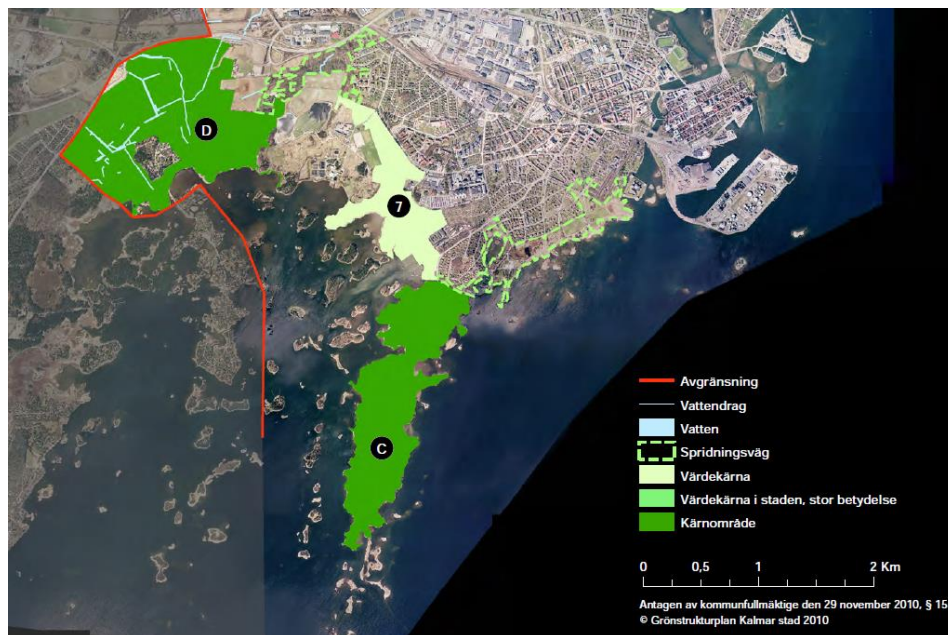 D
7
C
Avgränsning
Vattendrag
Vatten
Spridningsväg
Värdekärna
Värdekärna i staden, stor betydelse
Kärnområde
0 0,5 1 2 Km
Antagen av kommunfullmäktige den 29 november 2010, § 15
© Grönstrukturplan Kalmar stad 2010